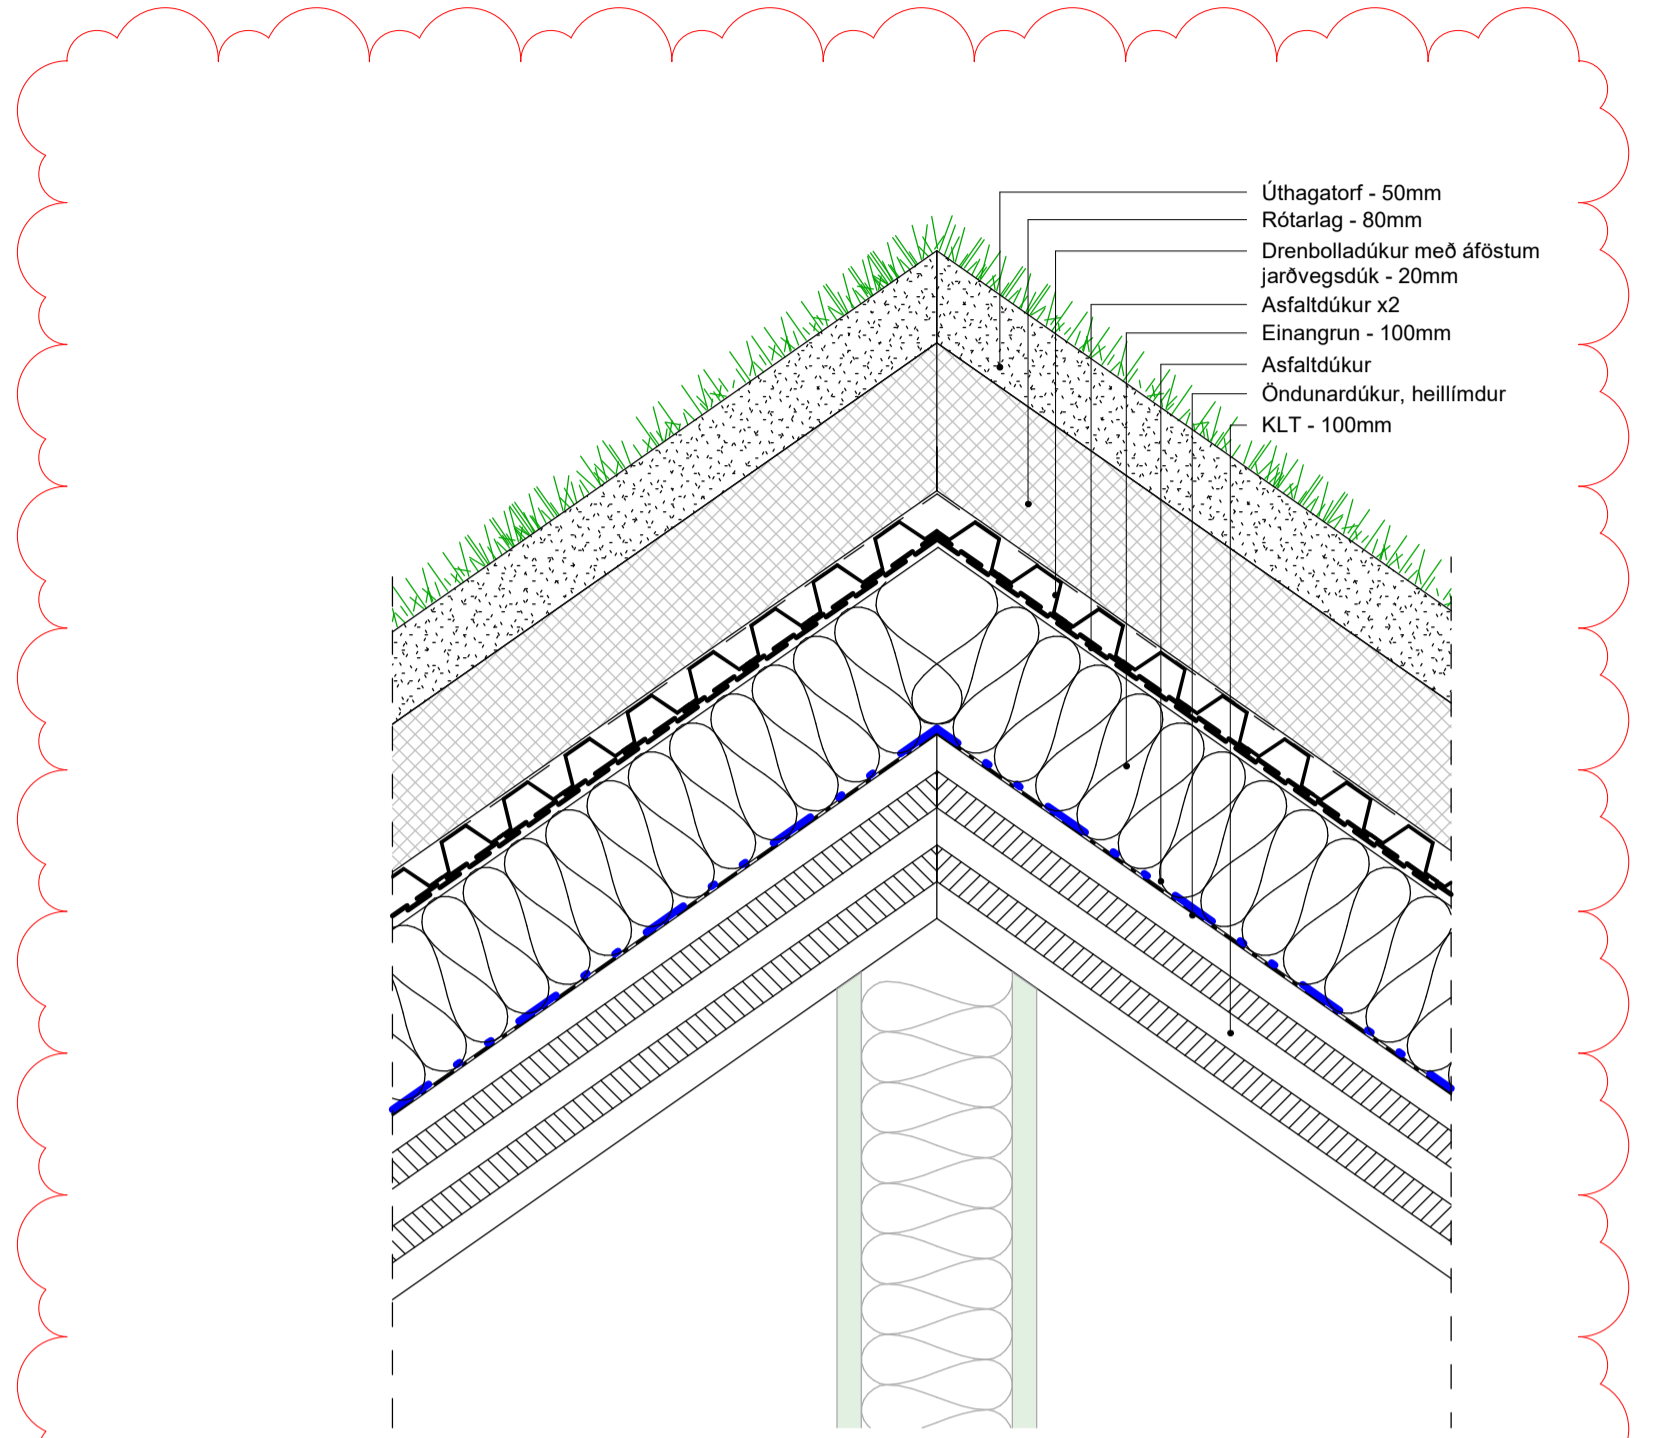 Úthagatorf - 50mm
Rótarlag - 80mm
Drenbolladúkur með áföstum
jarðvegsdúk - 20mm
Asfaltdúkur x2
Einangrun - 100mm
Asfaltdúkur
Öndunardúkur, heillímdur
KLT - 100mm